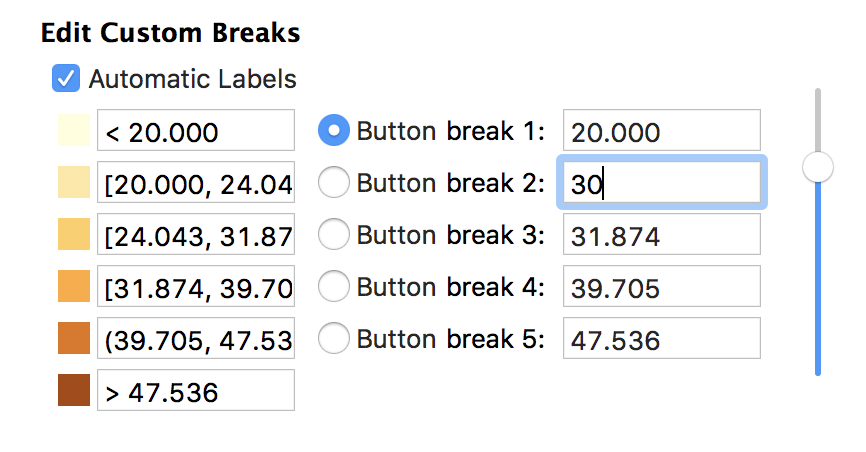 Edit Custom Breaks
Automatic Labels
< 20.000 Button break 1: 20.000
[20.000, 24.04 Button break 2: 30
[24.043, 31.87 Button break 3: 31.874
[31.874, 39.70 Button break 4: 39.705
(39.705, 47.53 Button break 5: 47.536
> 47.536